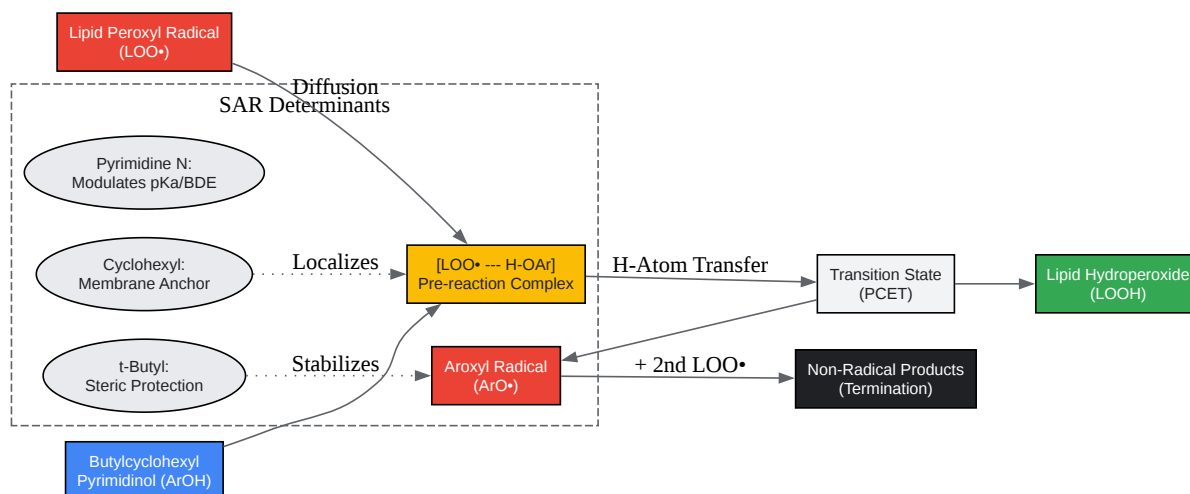 Lipid Peroxyl Radical
(LOO•)
Diffusion
SAR Determinants
Pyrimidine N:
Modulates pKa/BDE
Cyclohexyl:
Membrane Anchor
Localizes
[LOO• --- H-OAr]
Pre-reaction Complex
H-Atom Transfer
Transition State
(PCET)
Lipid Hydroperoxide
(LOOH)
t-Butyl:
Steric Protection
Stabilizes
Aroxyl Radical
(ArO•)
+ 2nd LOO•
Non-Radical Products
(Termination)
Butylcyclohexyl
Pyrimidinol (ArOH)